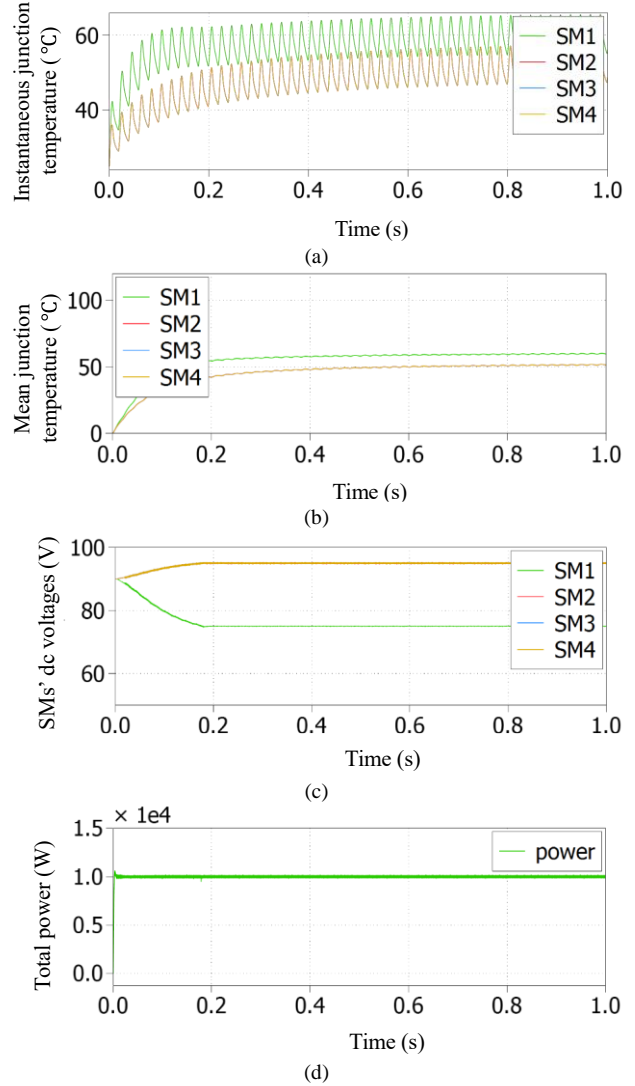 Instantaneous junction
temperature (℃)
60
40
SM1
SM2
SM3
SM4
0.0 0.2 0.4 0.6 0.8 1.0
Time (s)
(a)
Mean junction
temperature (℃)
100
50
0
SM1
SM2
SM3
SM4
0.0 0.2 0.4 0.6 0.8 1.0
Time (s)
(b)
SMs' dc voltages (V)
100
80
60
SM1
SM2
SM3
SM4
0.0 0.2 0.4 0.6 0.8 1.0
Time (s)
(c)
× 1e4
Total power (W)
1.5
1.0
0.5
0.0
power
0.0 0.2 0.4 0.6 0.8 1.0
Time (s)
(d)